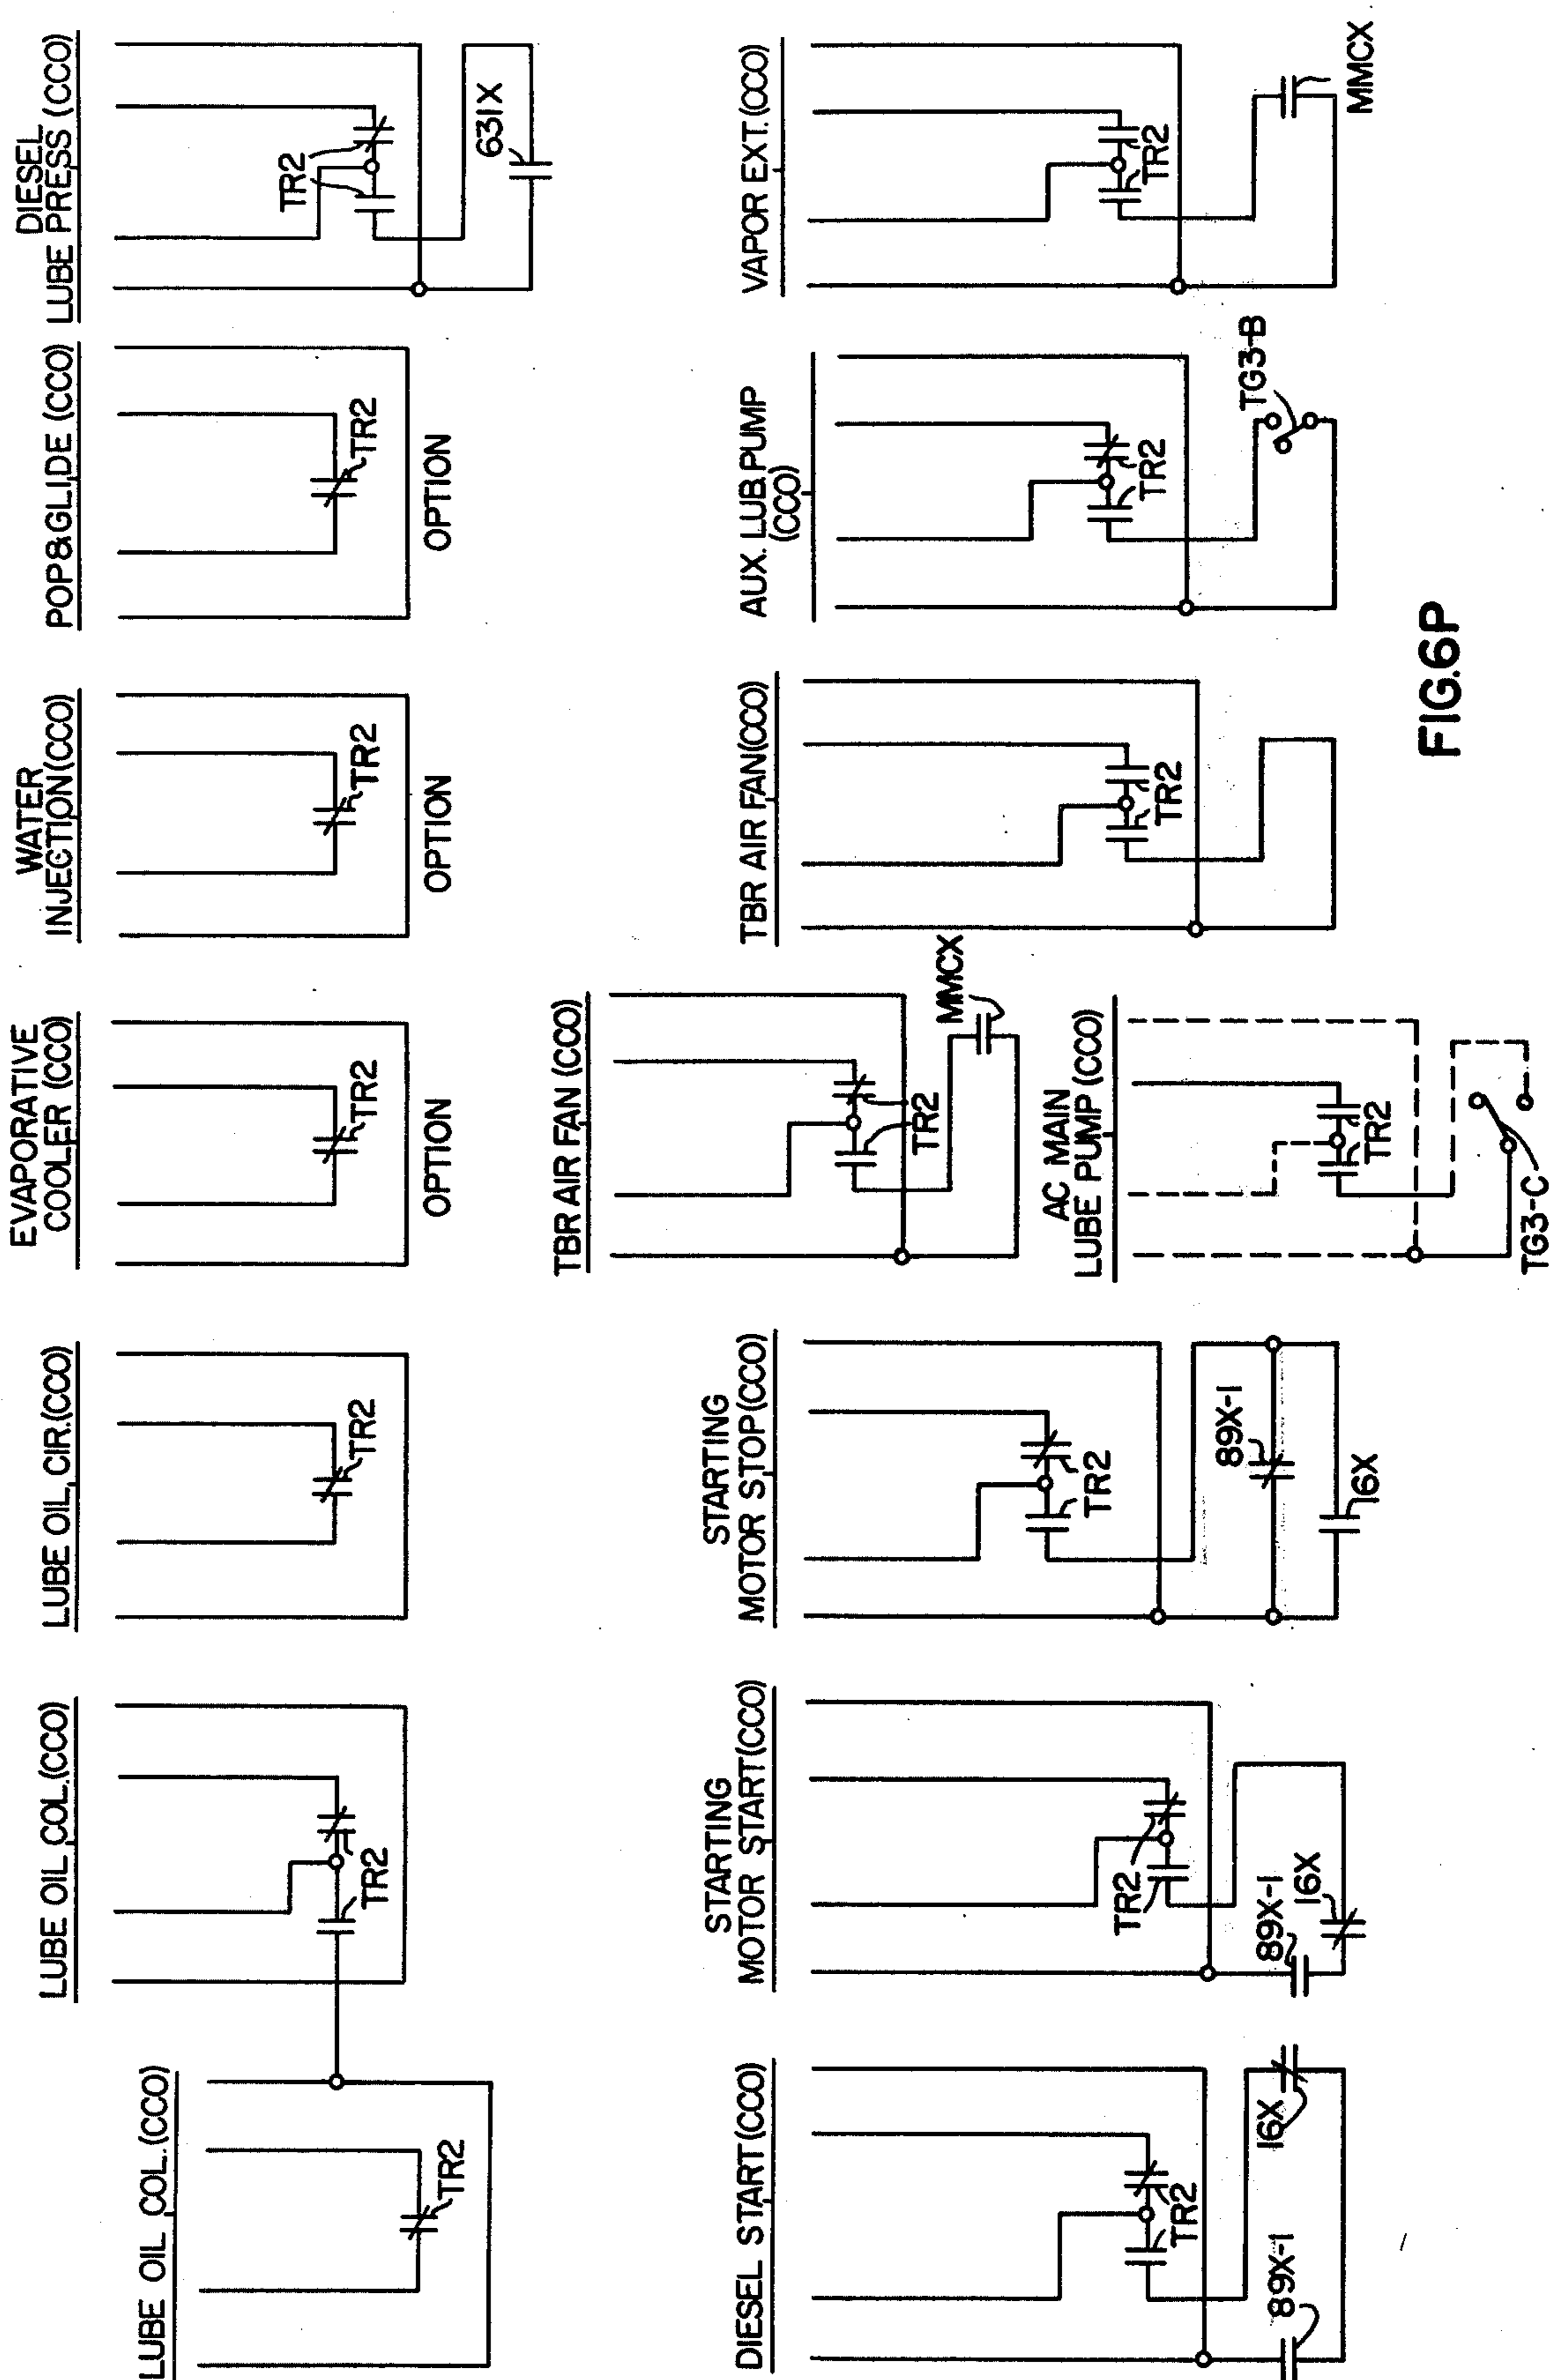 LUBE OIL COL.(CCO)
TR2
LUBE OIL COL.(CCO)
TR2
LUBE OIL CIR.(CCO)
TR2
EVAPORATIVE
COOLER (CCO)
TR2
OPTION
WATER
INJECTION(CCO)
TR2
OPTION
POP&GLIDE (CCO)
TR2
OPTION
DIESEL
LUBE PRESS (CCO)
TR2
631X
DIESEL START(CCO)
TR2
89X-1
16X
STARTING
MOTOR START(CCO)
TR2
89X-1
16X
STARTING
MOTOR STOP(CCO)
TR2
89X-1
16X
TBR AIR FAN (CCO)
TR2
MMCX
AC MAIN
LUBE PUMP (CCO)
TR2
TG3-C
TBR AIR FAN(CCO)
TR2
AUX. LUB. PUMP
(CCO)
TR2
TG3-B
VAPOR EXT.(CCO)
TR2
MMCX
FIG.6P